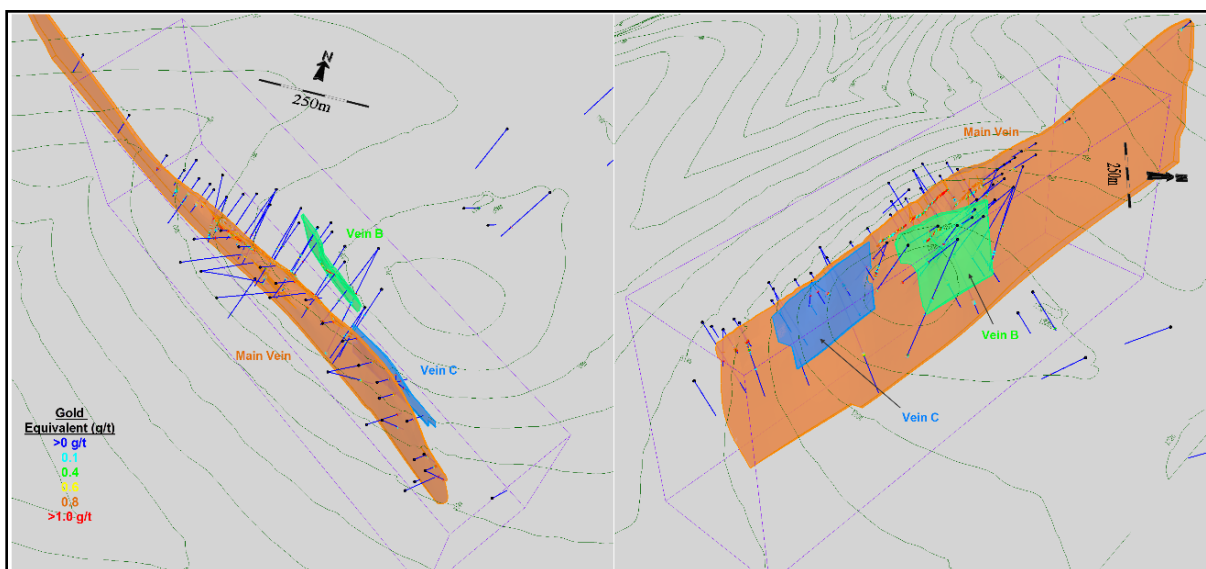 N
250m
Vein B
Main Vein
Vein C
Gold
Equivalent (g/t)
>0 g/t
0.1
0.4
0.6
0.8
>1.0 g/t
Main Vein
250m
N
Vein B
Vein C